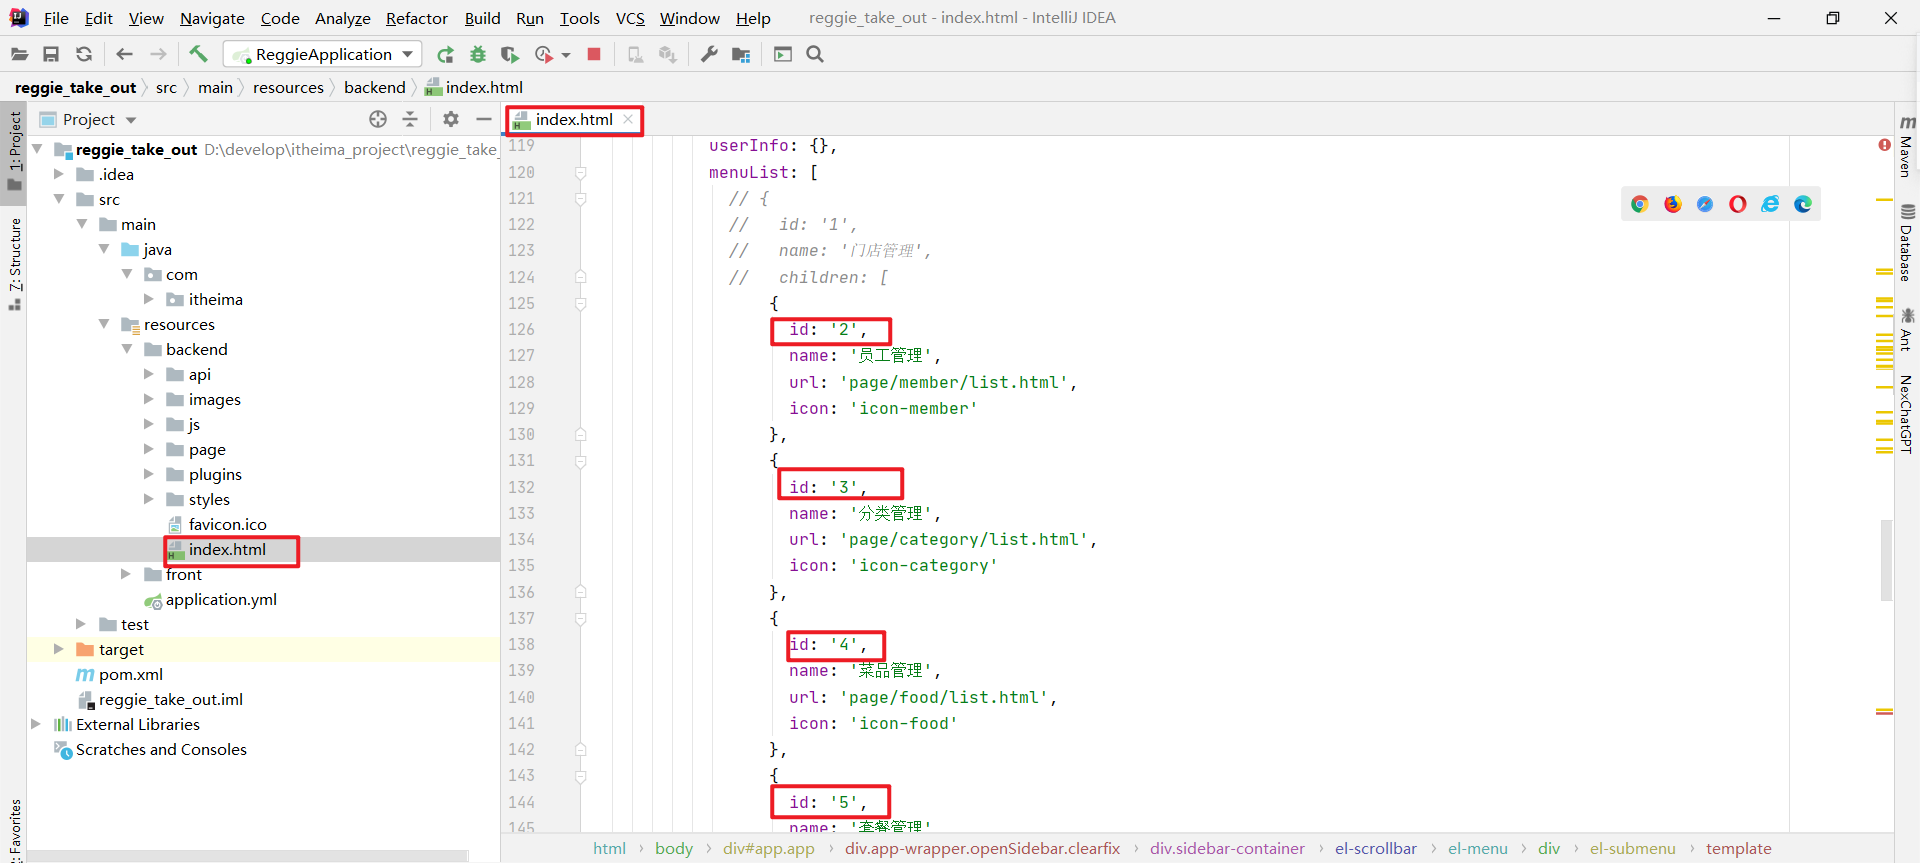 File Edit View Navigate Code Analyze Refactor Build Run Tools VCS Window Help reggie_take_out - index.html - IntelliJ IDEA
ReggieApplication
reggie_take_out src main resources backend index.html
1: Project
7: Structure
Project
reggie_take_out D:\develop\itheima_project\reggie_take_
.idea
src
main
java
com
itheima
resources
backend
api
images
js
page
plugins
styles
favicon.ico
index.html
front
application.yml
test
target
pom.xml
reggie_take_out.iml
External Libraries
Scratches and Consoles
index.html
119 userInfo: {},
120 menuList: [
121 // {
122 // id: '1',
123 // name: '门店管理',
124 // children: [
125 {
126 id: '2',
127 name: '员工管理',
128 url: 'page/member/list.html',
129 icon: 'icon-member'
130 },
131 {
132 id: '3',
133 name: '分类管理',
134 url: 'page/category/list.html',
135 icon: 'icon-category'
136 },
137 {
138 id: '4',
139 name: '菜品管理',
140 url: 'page/food/list.html',
141 icon: 'icon-food'
142 },
143 {
144 id: '5',
145 name: '套餐管理'
html body div#app.app div.app-wrapper.openSidebar.clearfix div.sidebar-container el-scrollbar el-menu div el-submenu template
Maven
Database
Ant
NexChatGPT
Favorites